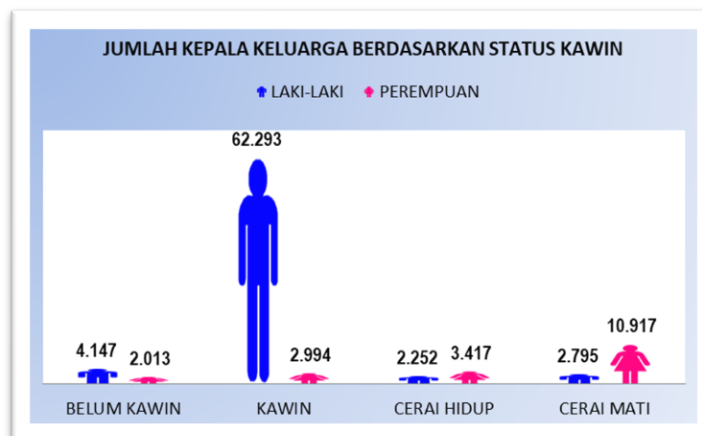 JUMLAH KEPALA KELUARGA BERDASARKAN STATUS KAWIN
LAKI-LAKI PEREMPUAN
62.293
10.917
4.147 2.013 2.994 2.252 3.417 2.795
BELUM KAWIN KAWIN CERAI HIDUP CERAI MATI